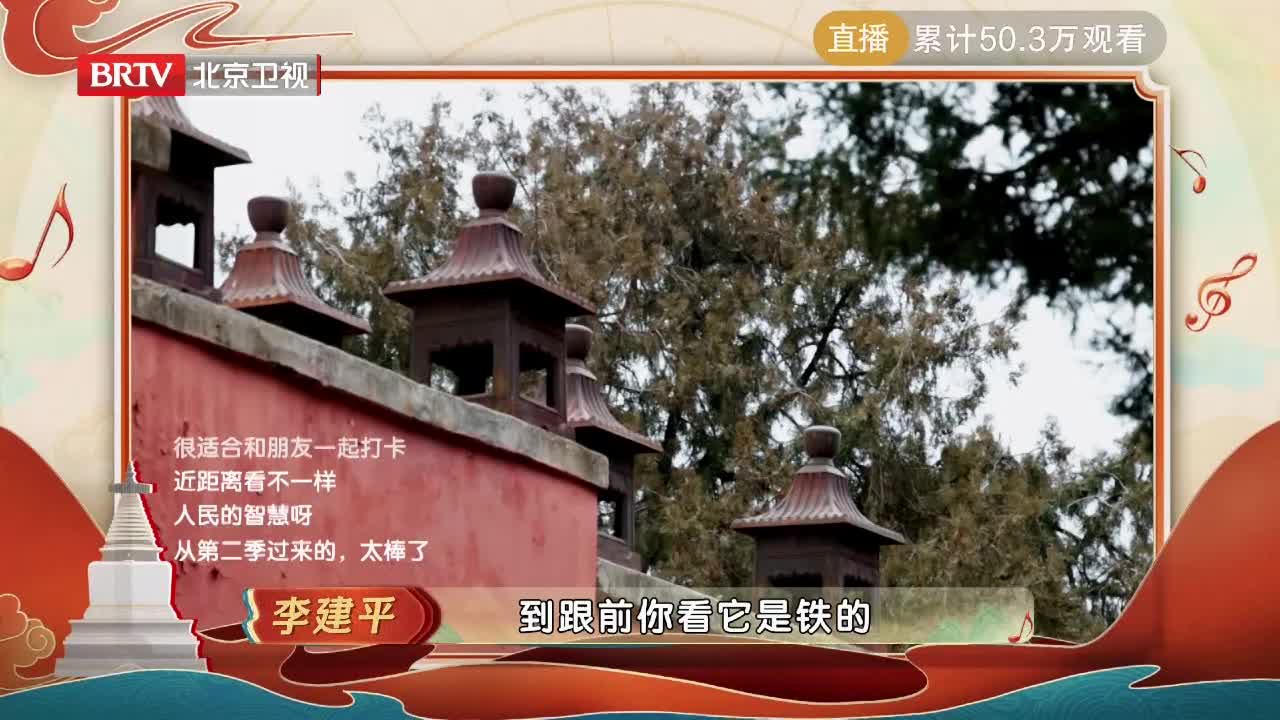 直播 累计50.3万观看
BRTV 北京卫视
很适合和朋友一起打卡
近距离看不一样
人民的智慧呀
从第二季过来的，太棒了
李建平 到跟前你看它是铁的